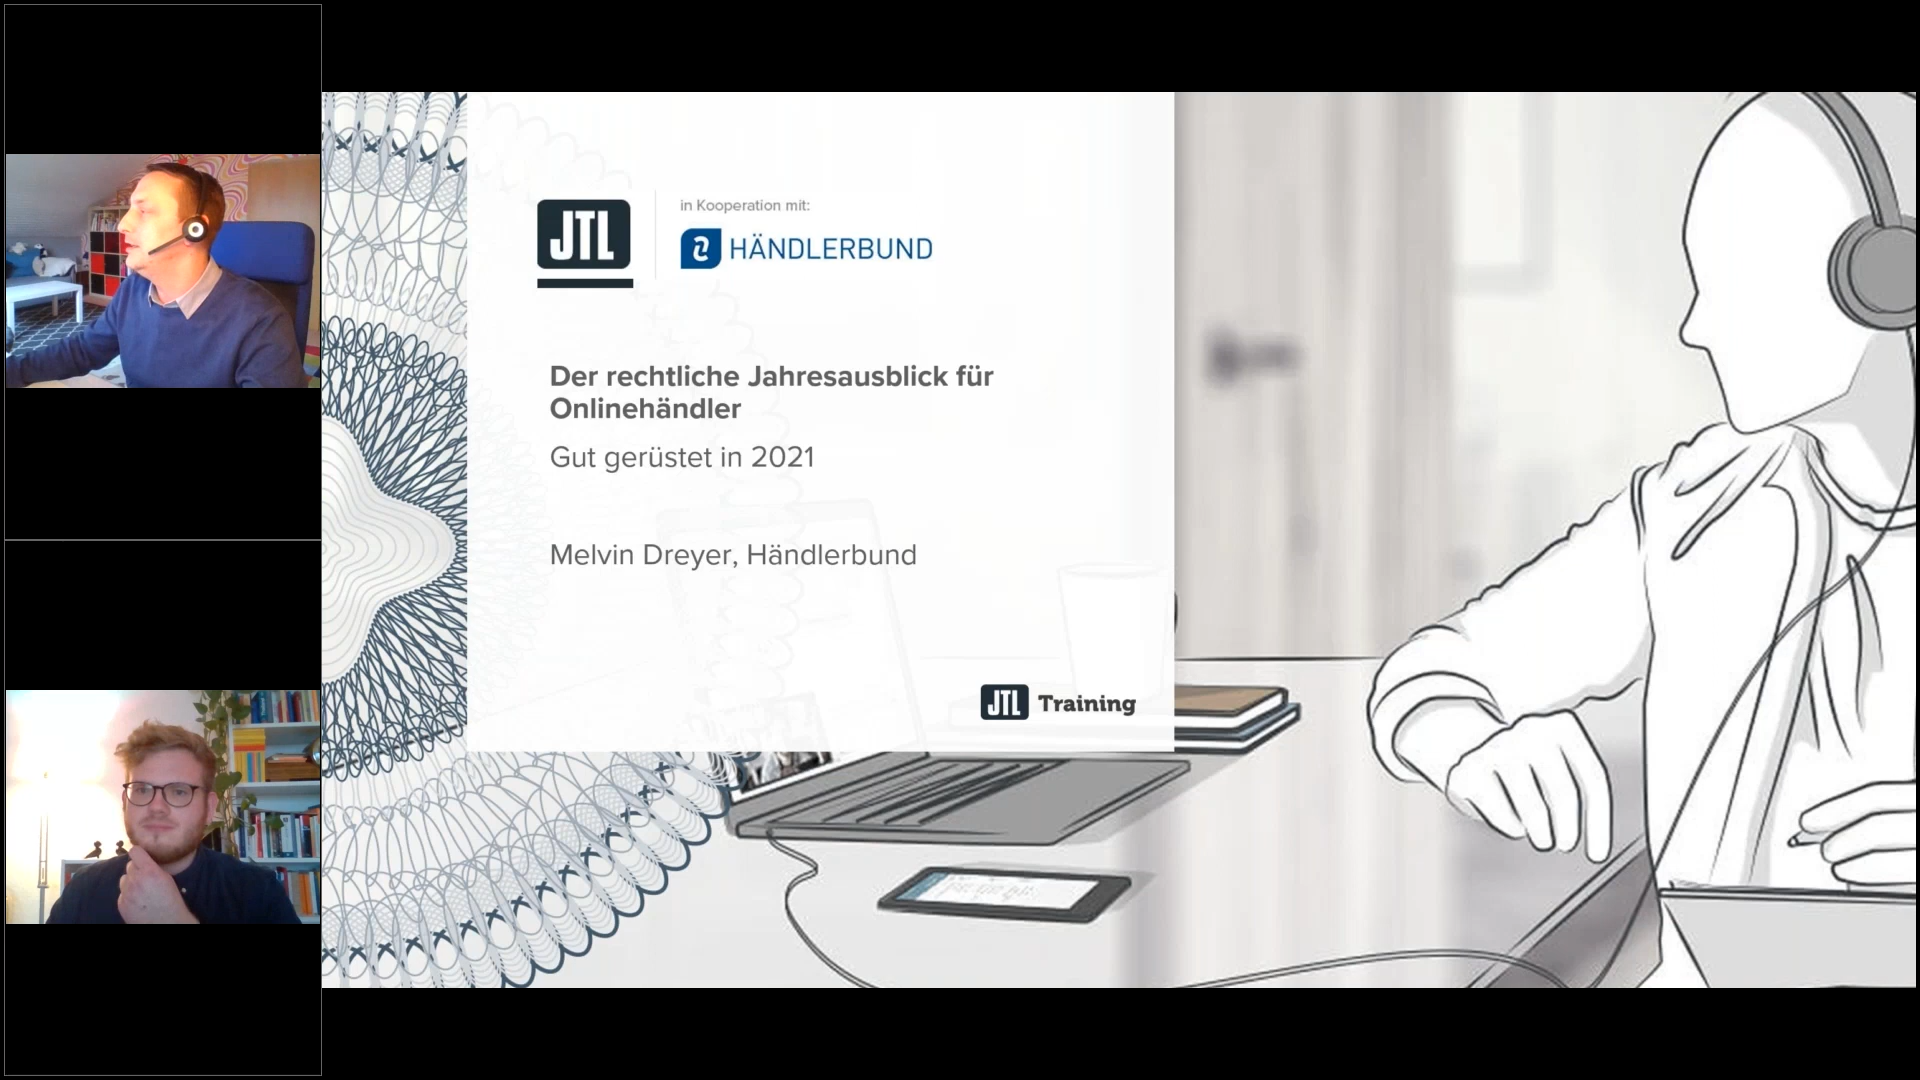 JTL
in Kooperation mit:
HÄNDLERBUND
Der rechtliche Jahresausblick für
Onlinehändler
Gut gerüstet in 2021
Melvin Dreyer, Händlerbund
JTL Training